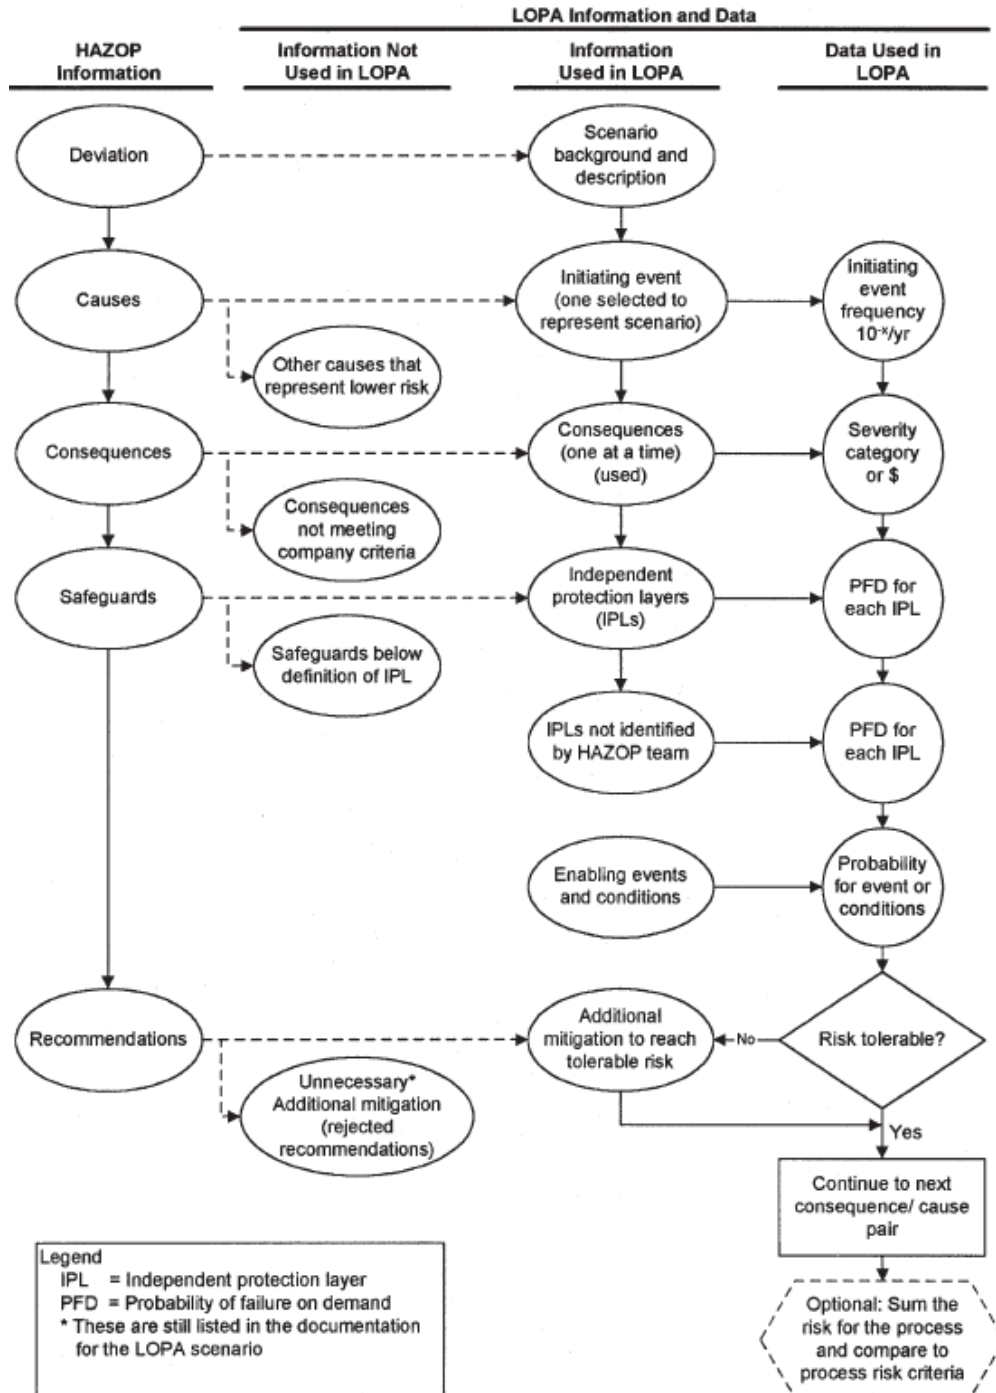 LOPA Information and Data
HAZOP
Information
Information Not
Used in LOPA
Information
Used in LOPA
Data Used in
LOPA
Deviation
Scenario
background and
description
Causes
Initiating event
(one selected to
represent scenario)
Initiating
event
frequency
10⁻ˣ/yr
Other causes that
represent lower risk
Consequences
Consequences
(one at a time)
(used)
Severity
category
or $
Consequences
not meeting
company criteria
Safeguards
Independent
protection layers
(IPLs)
PFD for
each IPL
Safeguards below
definition of IPL
IPLs not identified
by HAZOP team
PFD for
each IPL
Enabling events
and conditions
Probability
for event or
conditions
Recommendations
Additional
mitigation to reach
tolerable risk
No
Risk tolerable?
Unnecessary*
Additional mitigation
(rejected
recommendations)
Yes
Continue to next
consequence/ cause
pair
Legend
IPL = Independent protection layer
PFD = Probability of failure on demand
* These are still listed in the documentation
for the LOPA scenario
Optional: Sum the
risk for the process
and compare to
process risk criteria